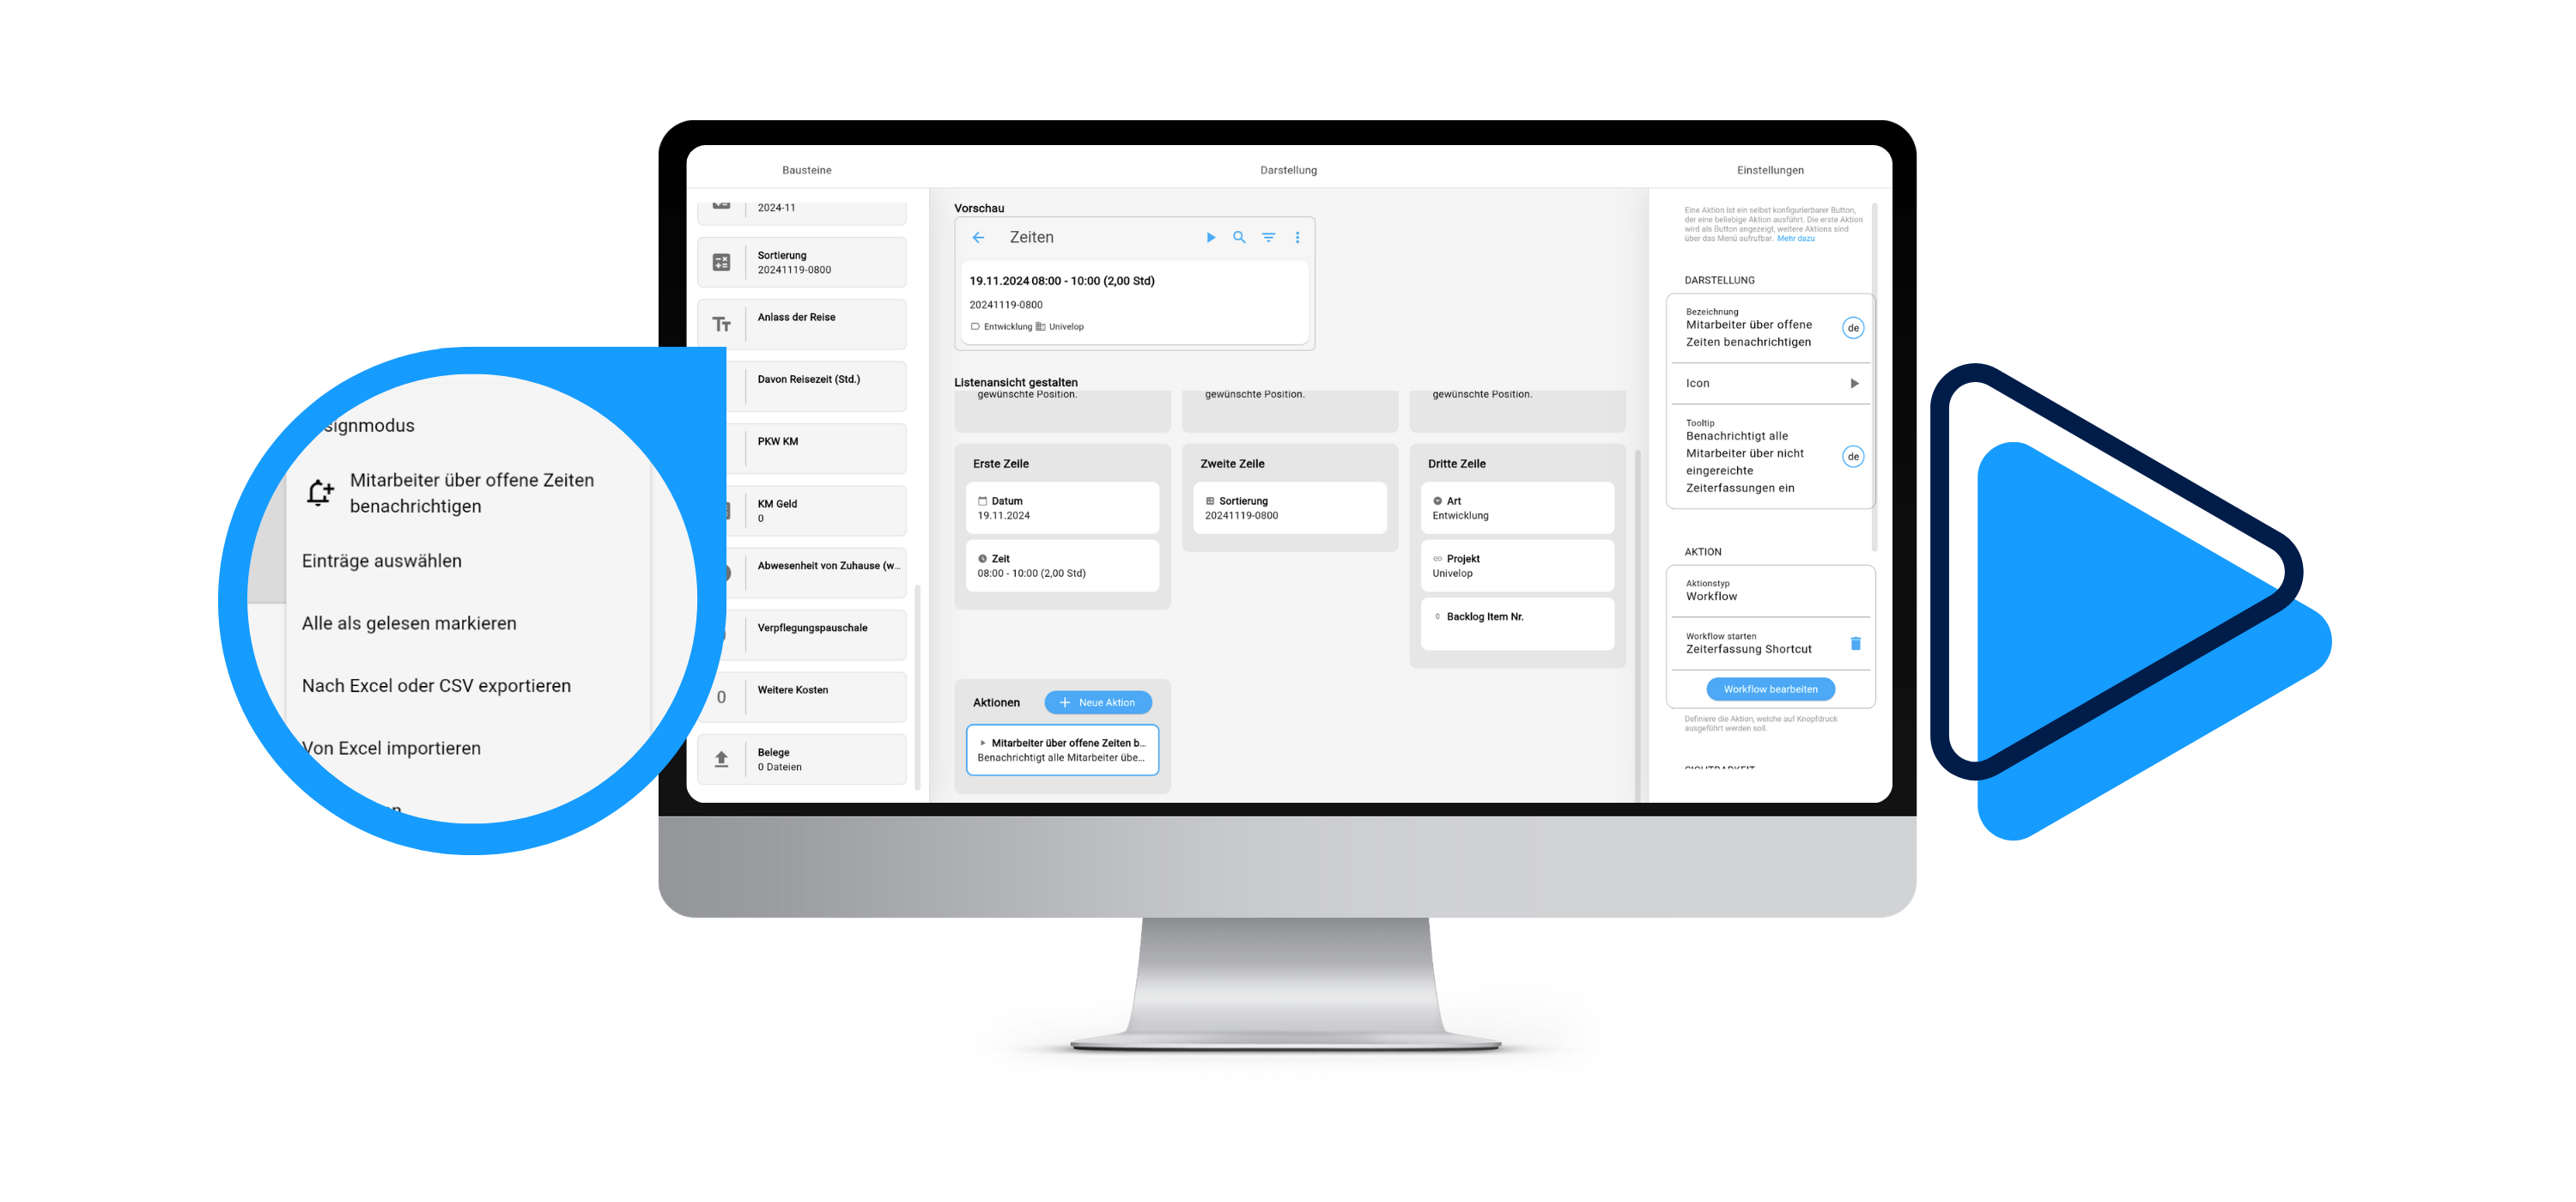 Bausteine
Darstellung
Einstellungen
2024-11
Sortierung
20241119-0800
Anlass der Reise
Davon Reisezeit (Std.)
PKW KM
KM Geld
0
Abwesenheit von Zuhause (w...
Verpflegungspauschale
0
Weitere Kosten
Belege
0 Dateien
Vorschau
Zeiten
19.11.2024 08:00 - 10:00 (2,00 Std)
20241119-0800
Entwicklung Univelop
Listenansicht gestalten
gewünschte Position.
gewünschte Position.
gewünschte Position.
Erste Zeile
Datum
19.11.2024
Zeit
08:00 - 10:00 (2,00 Std)
Zweite Zeile
Sortierung
20241119-0800
Dritte Zeile
Art
Entwicklung
Projekt
Univelop
0 Backlog Item Nr.
Aktionen
Neue Aktion
Mitarbeiter über offene Zeiten b...
Benachrichtigt alle Mitarbeiter übe...
Eine Aktion ist ein selbst konfigurierbarer Button,
der eine beliebige Aktion ausführt. Die erste Aktion
wird als Button angezeigt, weitere Aktions sind
über das Menü aufrufbar. Mehr dazu
DARSTELLUNG
Bezeichnung
Mitarbeiter über offene
Zeiten benachrichtigen
de
Icon
Tooltip
Benachrichtigt alle
Mitarbeiter über nicht
eingereichte
Zeiterfassungen ein
de
AKTION
Aktionstyp
Workflow
Workflow starten
Zeiterfassung Shortcut
Workflow bearbeiten
Definiere die Aktion, welche auf Knopfdruck
ausgeführt werden soll.
signmodus
Mitarbeiter über offene Zeiten
benachrichtigen
Einträge auswählen
Alle als gelesen markieren
Nach Excel oder CSV exportieren
Von Excel importieren